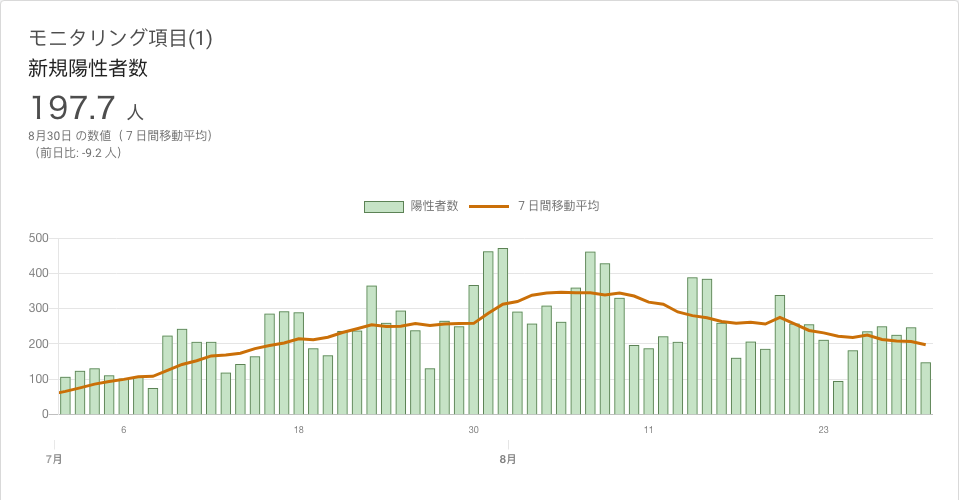 モニタリング項目(1)
新規陽性者数
197.7 人
8月30日 の数値（７日間移動平均）
（前日比: -9.2 人）
陽性者数 ７日間移動平均
500
400
300
200
100
0
6 18 30 11 23
7月 8月